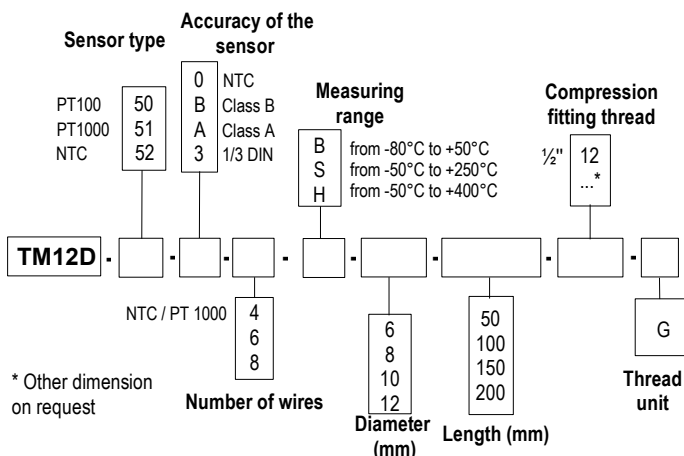 Sensor type
Accuracy of the
sensor
PT100 50
PT1000 51
NTC 52
0 NTC
B Class B
A Class A
3 1/3 DIN
Measuring
range
B from -80°C to +50°C
S from -50°C to +250°C
H from -50°C to +400°C
Compression
fitting thread
½" 12
...*
TM12D - - - - - - - -
NTC / PT 1000 4
6
8
Number of wires
6
8
10
12
Diameter
(mm)
50
100
150
200
Length (mm)
G
Thread
unit
* Other dimension
on request